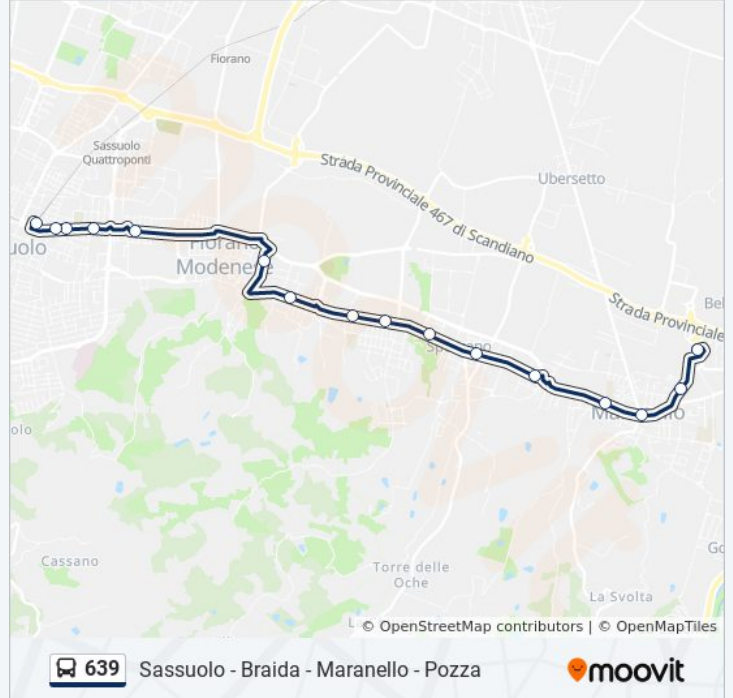 Fiorano
Sassuolo
Quattroponti
Strada Provinciale 467 di Scandiano
Ubersetto
uolo
Fiorano
Modenese
Strada Provinciale
Bel
Maranello
olo
Cassano
Torre delle
Oche
La Svolta
Go
© OpenStreetMap contributors | © OpenMapTiles
639 Sassuolo - Braida - Maranello - Pozza
moovit